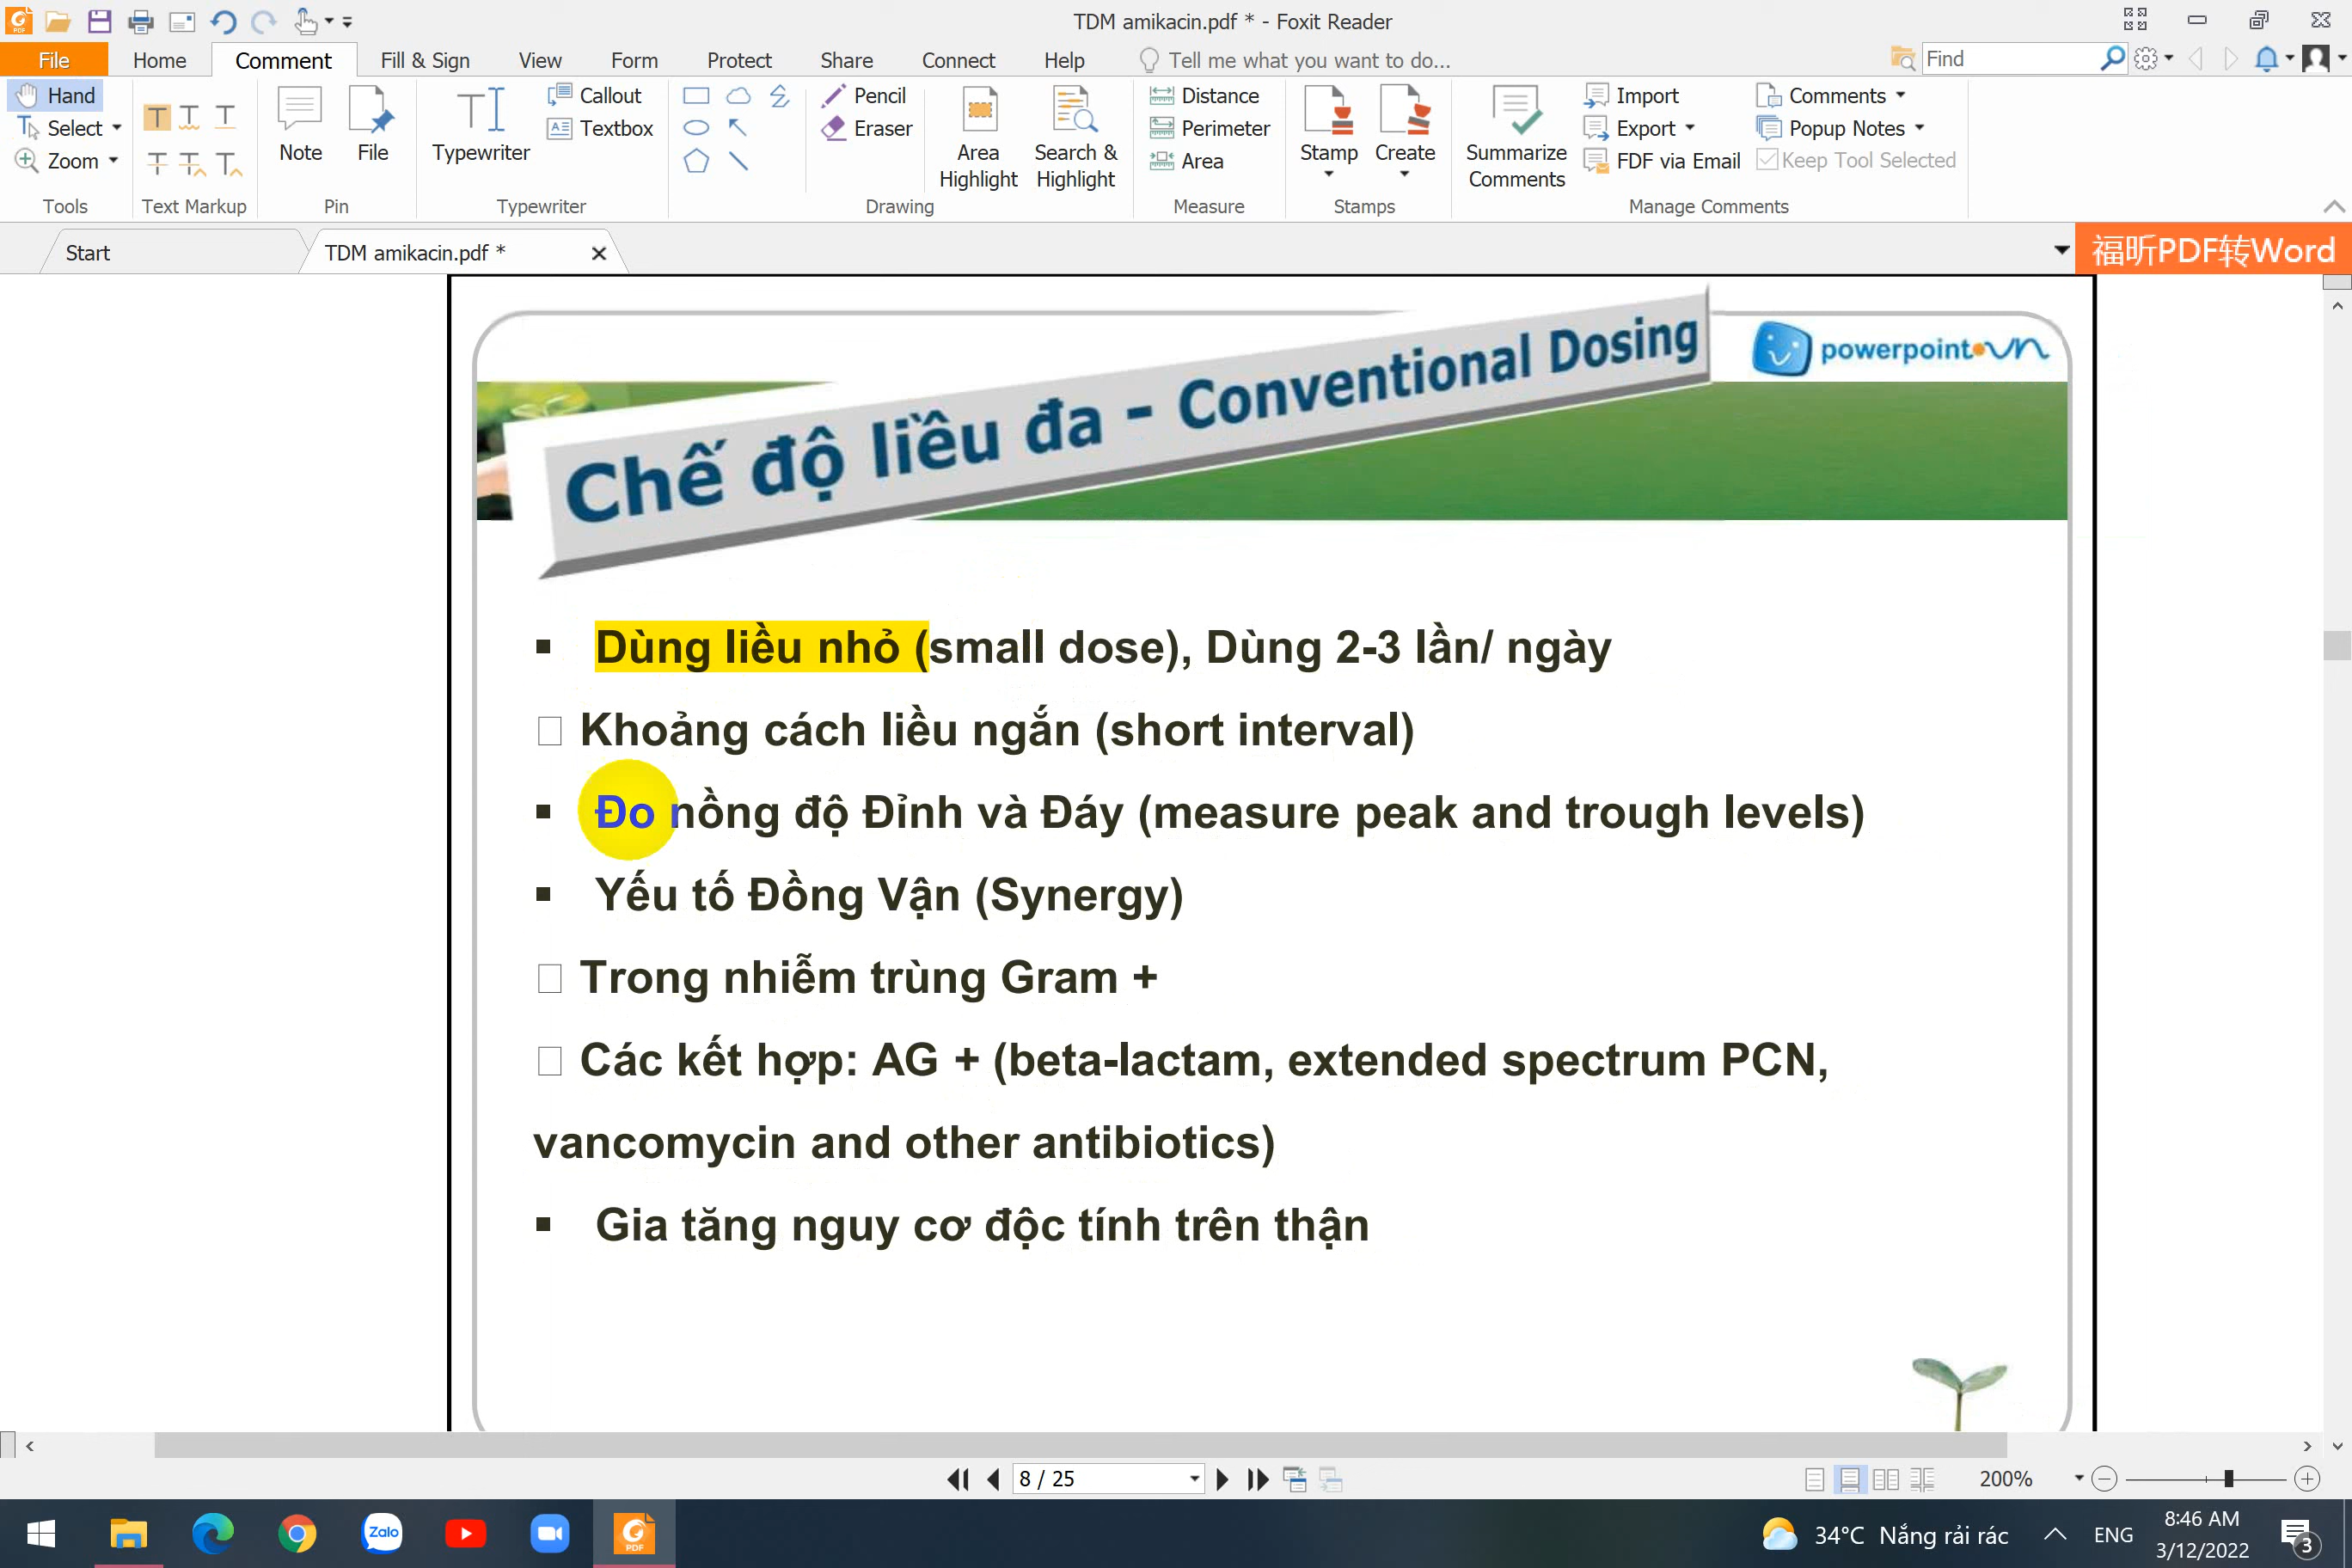 TDM amikacin.pdf * - Foxit Reader
File Home Comment Fill & Sign View Form Protect Share Connect Help Tell me what you want to do... Find
Hand
Select
Zoom
Tools
Text Markup
Note File
Pin
Typewriter
Callout
Textbox
Typewriter
Pencil
Eraser
Area Highlight
Search & Highlight
Drawing
Distance
Perimeter
Area
Measure
Stamp Create
Stamps
Summarize Comments
Import
Export
FDF via Email
Comments
Popup Notes
Keep Tool Selected
Manage Comments
Start TDM amikacin.pdf * 福昕PDF转Word
Chế độ liều đa – Conventional Dosing
powerpoint.vn
▪ Dùng liều nhỏ (small dose), Dùng 2-3 lần/ ngày
Khoảng cách liều ngắn (short interval)
▪ Đo nồng độ Đỉnh và Đáy (measure peak and trough levels)
▪ Yếu tố Đồng Vận (Synergy)
Trong nhiễm trùng Gram +
Các kết hợp: AG + (beta-lactam, extended spectrum PCN,
vancomycin and other antibiotics)
▪ Gia tăng nguy cơ độc tính trên thận
8 / 25 200%
Zalo
PDF
34°C Nắng rải rác ENG
8:46 AM
3/12/2022
3